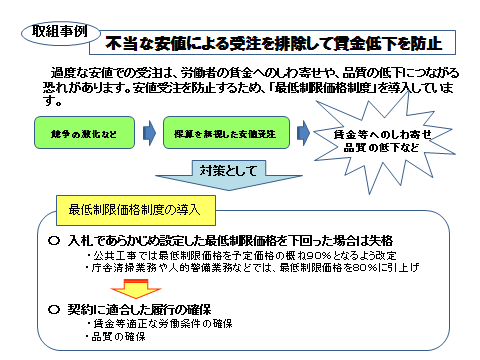 取組事例
不当な安値による受注を排除して賃金低下を防止
過度な安値での受注は、労働者の賃金へのしわ寄せや、品質の低下につながる
恐れがあります。安値受注を防止するため、「最低制限価格制度」を導入していま
す。
競争の激化など
採算を無視した安値受注
賃金等へのしわ寄せ
品質の低下など
対策として
最低制限価格制度の導入
○ 入札であらかじめ設定した最低制限価格を下回った場合は失格
・公共工事では最低制限価格を予定価格の概ね90%となるよう改定
・庁舎清掃業務や人的警備業務などでは、最低制限価格を80%に引上げ
○ 契約に適合した履行の確保
・賃金等適正な労働条件の確保
・品質の確保